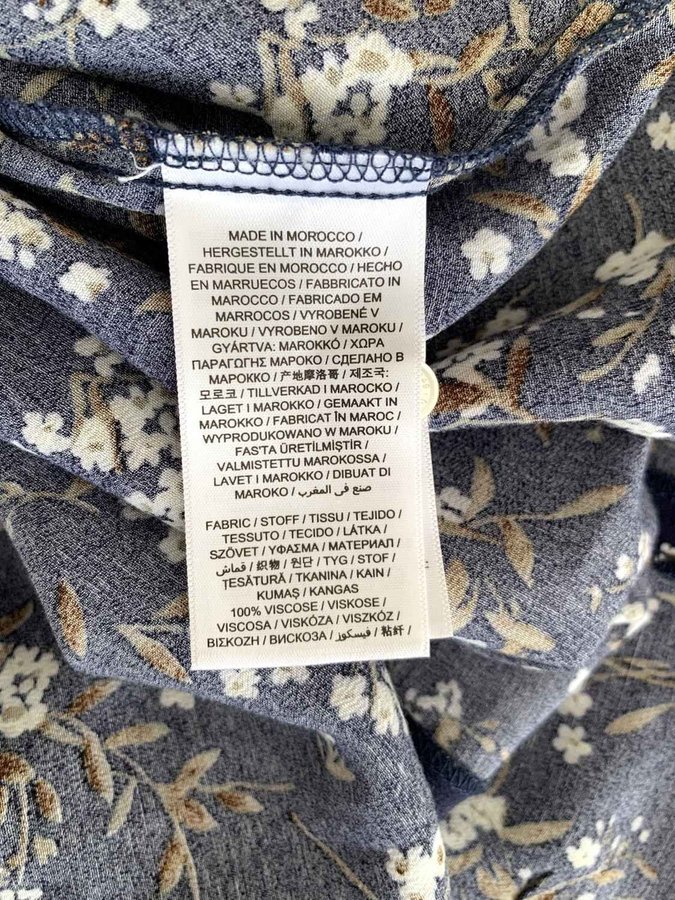 MADE IN MOROCCO /
HERGESTELLT IN MAROKKO /
FABRIQUE EN MOROCCO / HECHO
EN MARRUECOS / FABBRICATO IN
MAROCCO / FABRICADO EM
MARROCOS / VYROBENÉ V
MAROKU / VYROBENO V MAROKU /
GYÁRTVA: MAROKKÓ / ΧΩΡΑ
ΠΑΡΑΓΩΓΗΣ ΜΑΡΟΚΟ / СДЕЛАНО В
МАРОККО / 产地摩洛哥 / 제조국:
모로코 / TILLVERKAD I MAROCKO /
LAGET I MAROKKO / GEMAAKT IN
MAROKKO / FABRICAT ÎN MAROC /
WYPRODUKOWANO W MAROKU /
FAS'TA ÜRETİLMİŞTİR /
VALMISTETTU MAROKOSSA /
LAVET I MAROKKO / DIBUAT DI
MAROKO / صنع في المغرب
FABRIC / STOFF / TISSU / TEJIDO /
TESSUTO / TECIDO / LÁTKA /
SZÖVET / ΥΦΑΣΜΑ / МАТЕРИАЛ /
قماش / 织物 / 원단 / TYG / STOF /
ȚESĂTURĂ / TKANINA / KAIN /
KUMAŞ / KANGAS
100% VISCOSE / VISKOSE /
VISCOSA / VISKÓZA / VISZKÓZ /
ΒΙΣΚΟΖΗ / ВИСКОЗА / فيسكوز / 粘纤 /